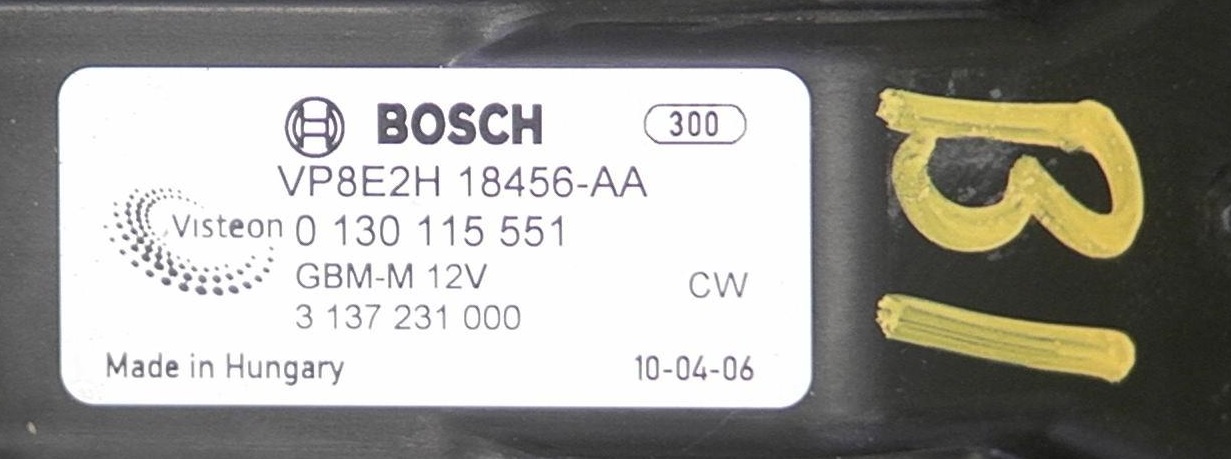 BOSCH 300
VP8E2H 18456-AA
Visteon 0 130 115 551
GBM-M 12V CW
3 137 231 000
Made in Hungary 10-04-06
B1